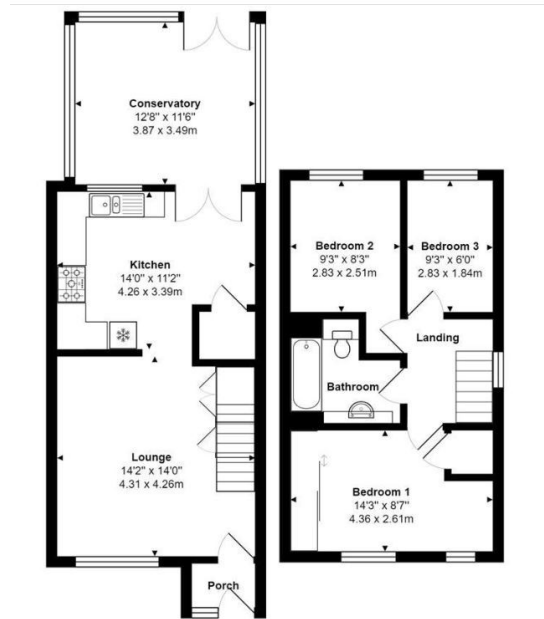 Conservatory
12'8" x 11'6"
3.87 x 3.49m
Kitchen
14'0" x 11'2"
4.26 x 3.39m
Lounge
14'2" x 14'0"
4.31 x 4.26m
Porch
Bedroom 2
9'3" x 8'3"
2.83 x 2.51m
Bedroom 3
9'3" x 6'0"
2.83 x 1.84m
Landing
Bathroom
Bedroom 1
14'3" x 8'7"
4.36 x 2.61m